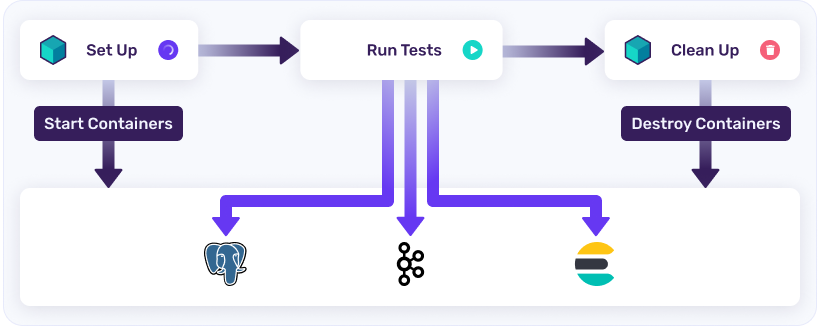 Set Up
Run Tests
Clean Up
Start Containers
Destroy Containers